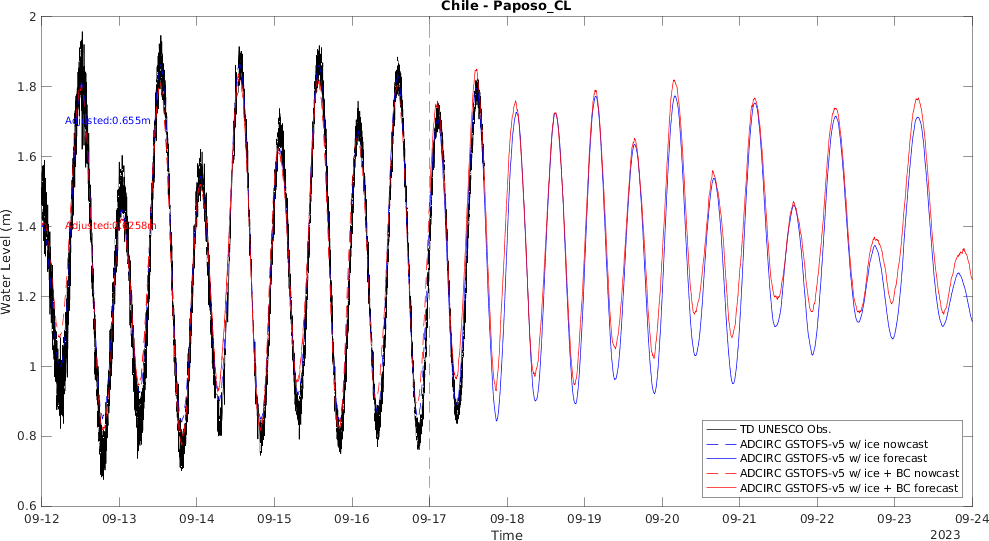 Chile - Paposo_CL
2
1.8
1.6
1.4
1.2
1
0.8
0.6
Water Level (m)
Adjusted:0.655m
09-12
09-13
09-14
09-15
09-16
09-17
09-18
09-19
09-20
09-21
09-22
09-23
09-24
Time
2023
TD UNESCO Obs.
ADCIRC GSTOFS-v5 w/ ice nowcast
ADCIRC GSTOFS-v5 w/ ice forecast
ADCIRC GSTOFS-v5 w/ ice + BC nowcast
ADCIRC GSTOFS-v5 w/ ice + BC forecast